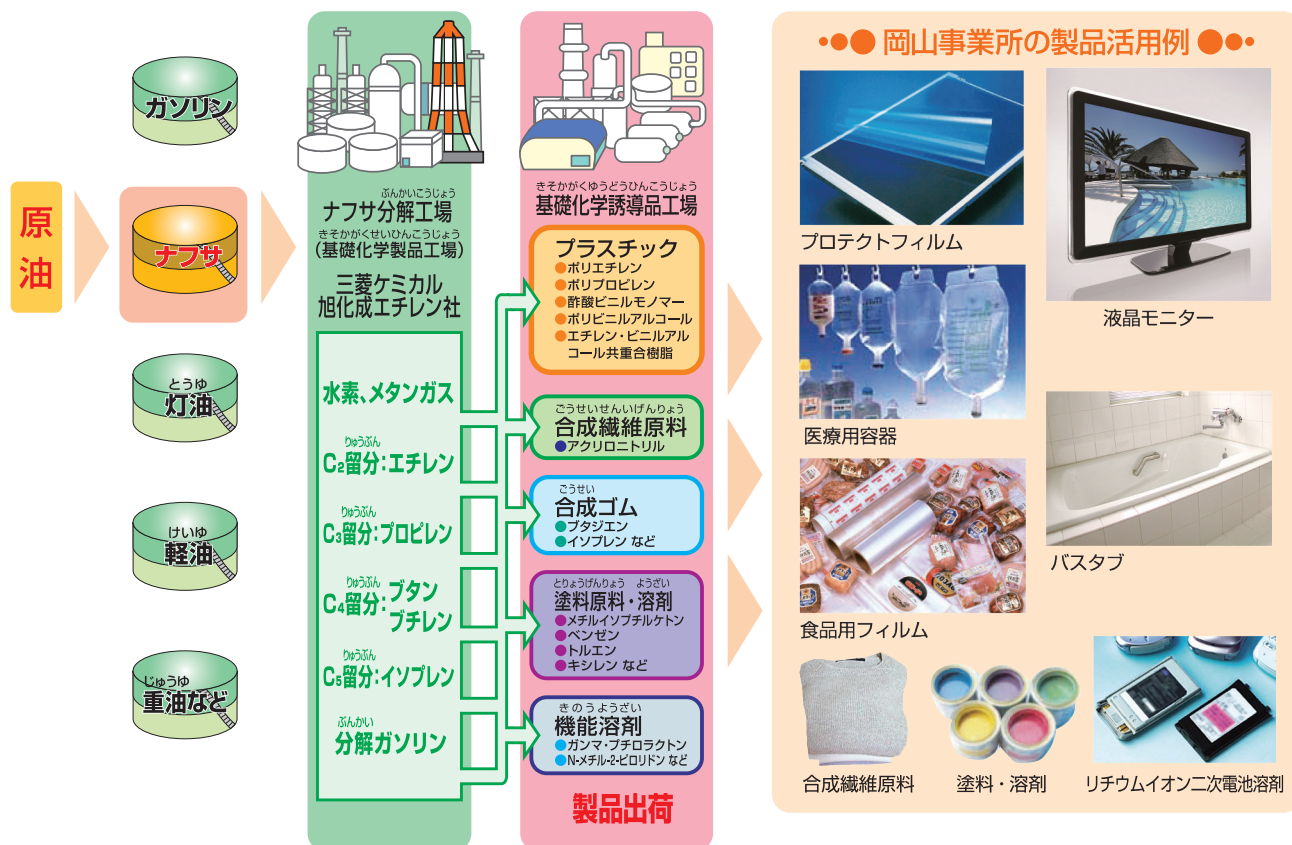 原油
ガソリン
ナフサ
とうゆ
灯油
けいゆ
軽油
じゅうゆ
重油など
ぶんかいこうじょう
ナフサ分解工場
きそかがくせいひんこうじょう
(基礎化学製品工場)
三菱ケミカル
旭化成エチレン社
水素、メタンガス
りゅうぶん
C₂留分:エチレン
りゅうぶん
C₃留分:プロピレン
りゅうぶん
C₄留分:ブタン
ブチレン
りゅうぶん
C₅留分:イソプレン
ぶんかい
分解ガソリン
きそかがくゆうどうひんこうじょう
基礎化学誘導品工場
プラスチック
●ポリエチレン
●ポリプロピレン
●酢酸ビニルモノマー
●ポリビニルアルコール
●エチレン・ビニルアル
コール共重合樹脂
ごうせいせんいげんりょう
合成繊維原料
●アクリロニトリル
ごうせい
合成ゴム
●ブタジエン
●イソプレン など
とりょうげんりょう ようざい
塗料原料・溶剤
●メチルイソブチルケトン
●ベンゼン
●トルエン
●キシレン など
きのうようざい
機能溶剤
●ガンマ・ブチロラクトン
●N-メチル-2-ピロリドン など
製品出荷
岡山事業所の製品活用例
プロテクトフィルム
液晶モニター
医療用容器
バスタブ
食品用フィルム
合成繊維原料
塗料・溶剤
リチウムイオン二次電池溶剤